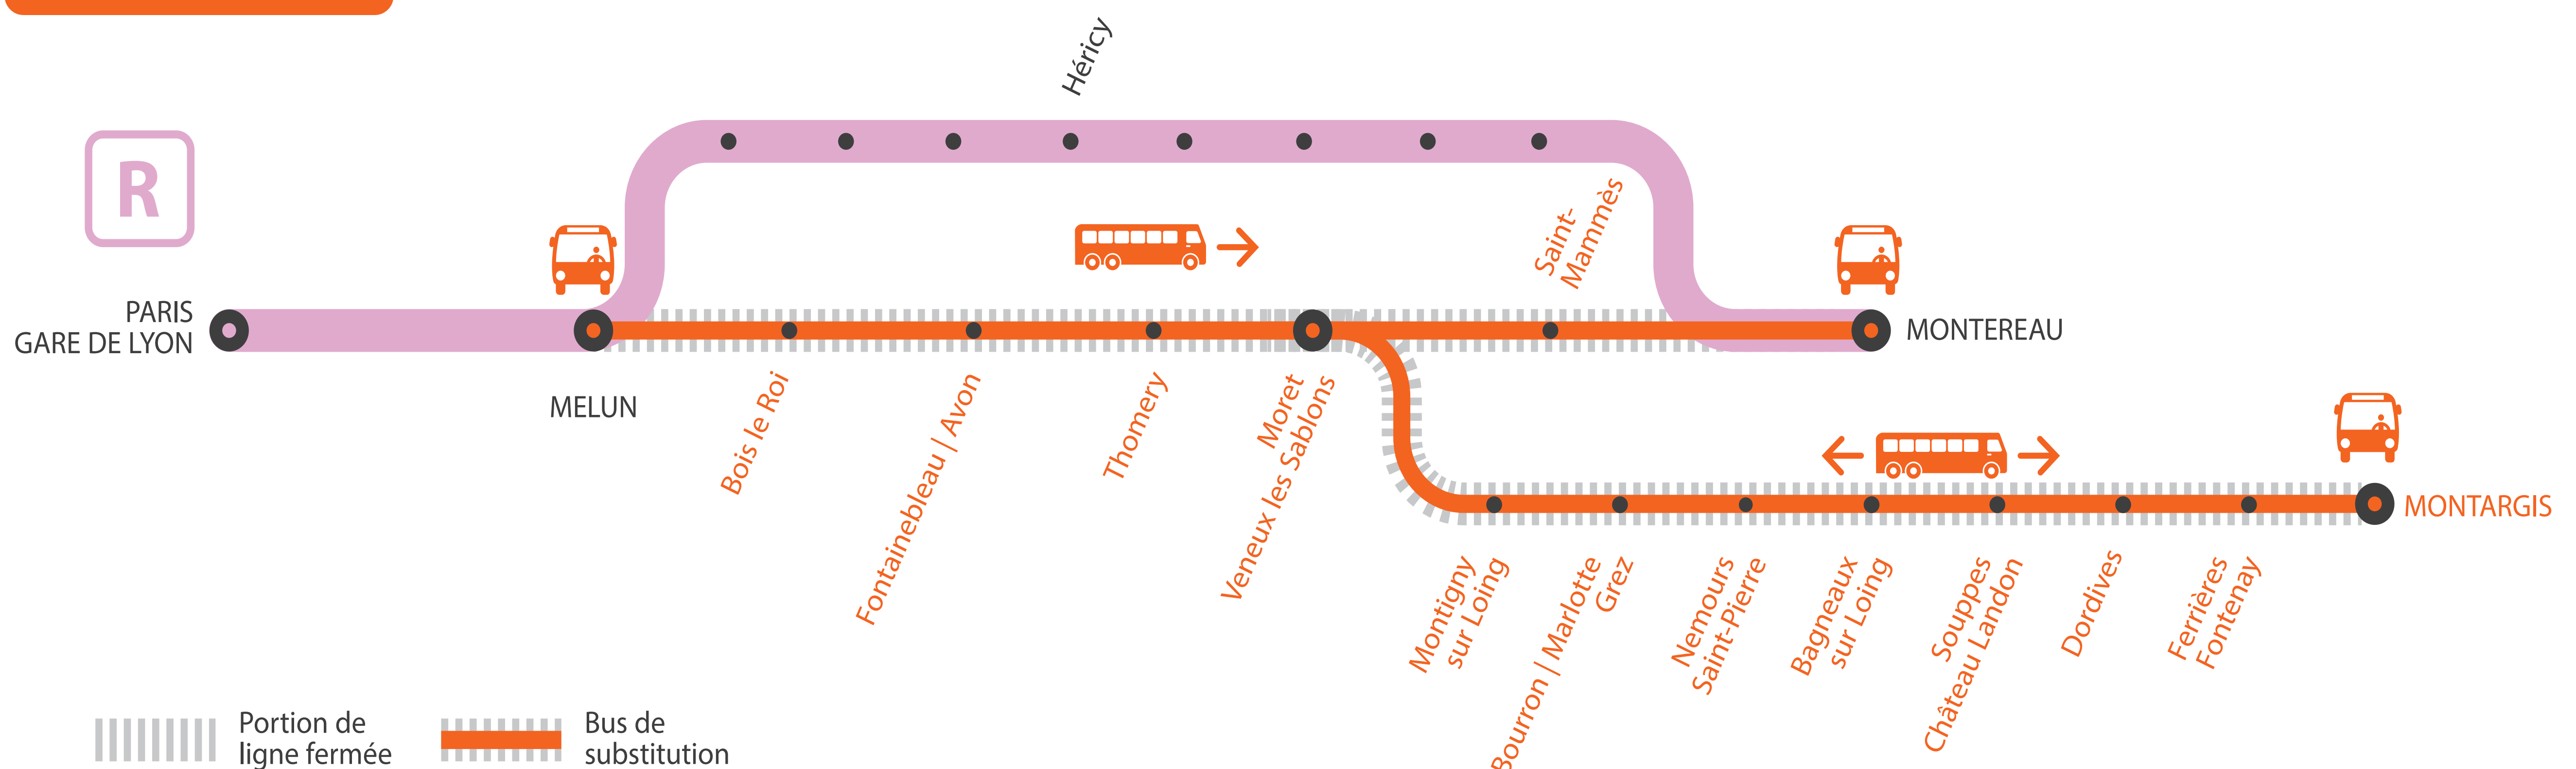 Héricy
R
Saint-
Mammès
PARIS
GARE DE LYON
MONTEREAU
MELUN
Bois le Roi
Fontainebleau | Avon
Thomery
Moret
Veneux les Sablons
MONTARGIS
Montigny
sur Loing
Bourron | Marlotte
Grez
Nemours
Saint-Pierre
Bagneaux
sur Loing
Souppes
Château Landon
Dordives
Ferrières
Fontenay
Portion de
ligne fermée
Bus de
substitution